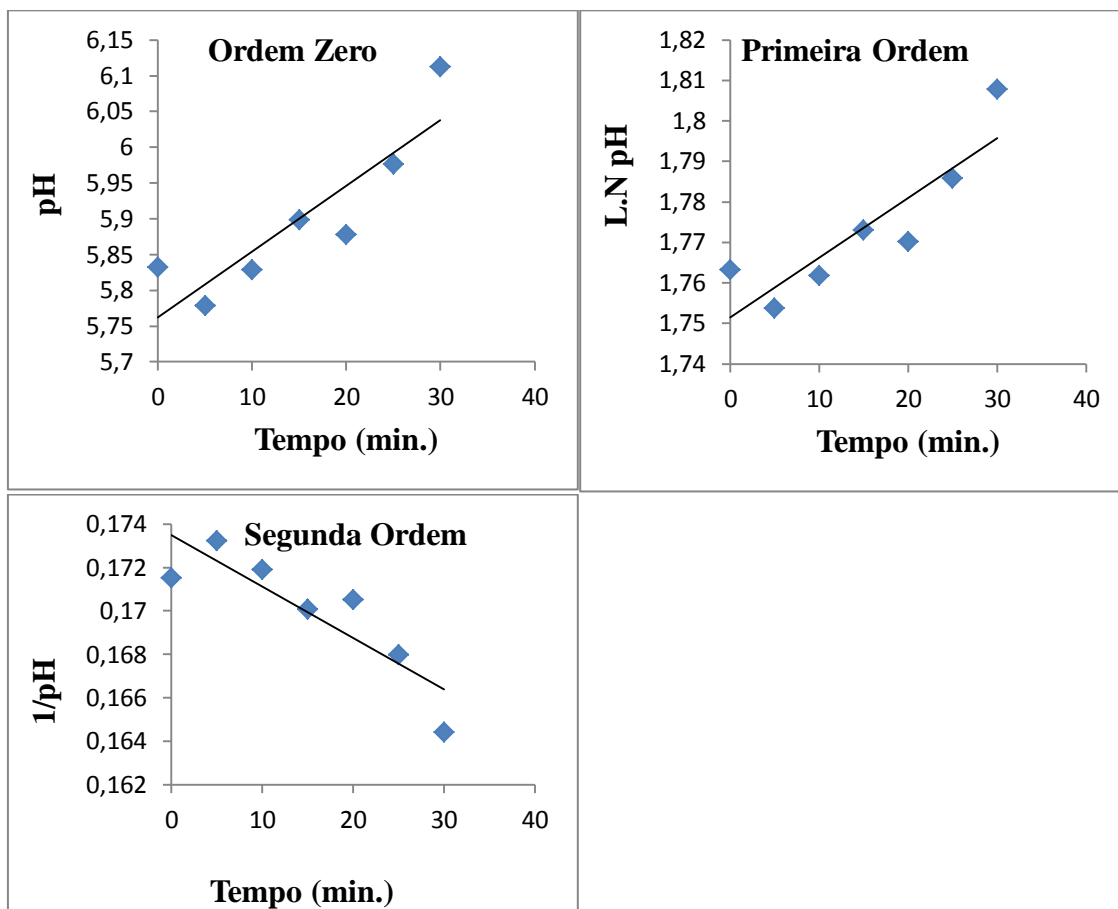 Ordem Zero
pH
6,15
6,1
6,05
6
5,95
5,9
5,85
5,8
5,75
5,7
0 10 20 30 40
Tempo (min.)
Primeira Ordem
L.N pH
1,82
1,81
1,8
1,79
1,78
1,77
1,76
1,75
1,74
0 10 20 30 40
Tempo (min.)
Segunda Ordem
1/pH
0,174
0,172
0,17
0,168
0,166
0,164
0,162
0 10 20 30 40
Tempo (min.)